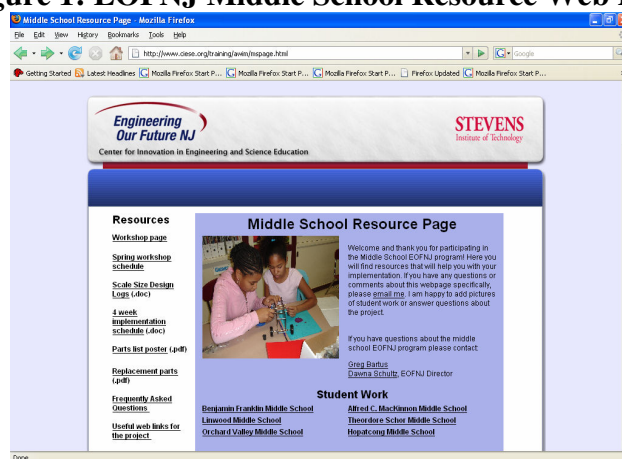 gure 1. EOFNJ Middle School Resource Web
Middle School Resource Page - Mozilla Firefox
File Edit View History Bookmarks Tools Help
http://www.ciese.org/training/awim/mspage.html
Google
Getting Started Latest Headlines Mozilla Firefox Start P... Mozilla Firefox Start P... Mozilla Firefox Start P... Firefox Updated Mozilla Firefox Start P...
Engineering
Our Future NJ
Center for Innovation in Engineering and Science Education
STEVENS
Institute of Technology
Resources
Workshop page
Spring workshop
schedule
Scale Size Design
Logs (.doc)
4 week
implementation
schedule (.doc)
Parts list poster (.pdf)
Replacement parts
(.pdf)
Frequently Asked
Questions
Useful web links for
the project
Middle School Resource Page
Welcome and thank you for participating in
the Middle School EOFNJ program! Here you
will find resources that will help you with your
implementation. If you have any questions or
comments about this webpage specifically,
please email me. I am happy to add pictures
of student work or answer questions about
the project.
If you have questions about the middle
school EOFNJ program please contact:
Greg Bartus
Dawna Schultz, EOFNJ Director
Student Work
Benjamin Franklin Middle School
Alfred C. MacKinnon Middle School
Linwood Middle School
Theordore Schor Middle School
Orchard Valley Middle School
Hopatcong Middle School
Done